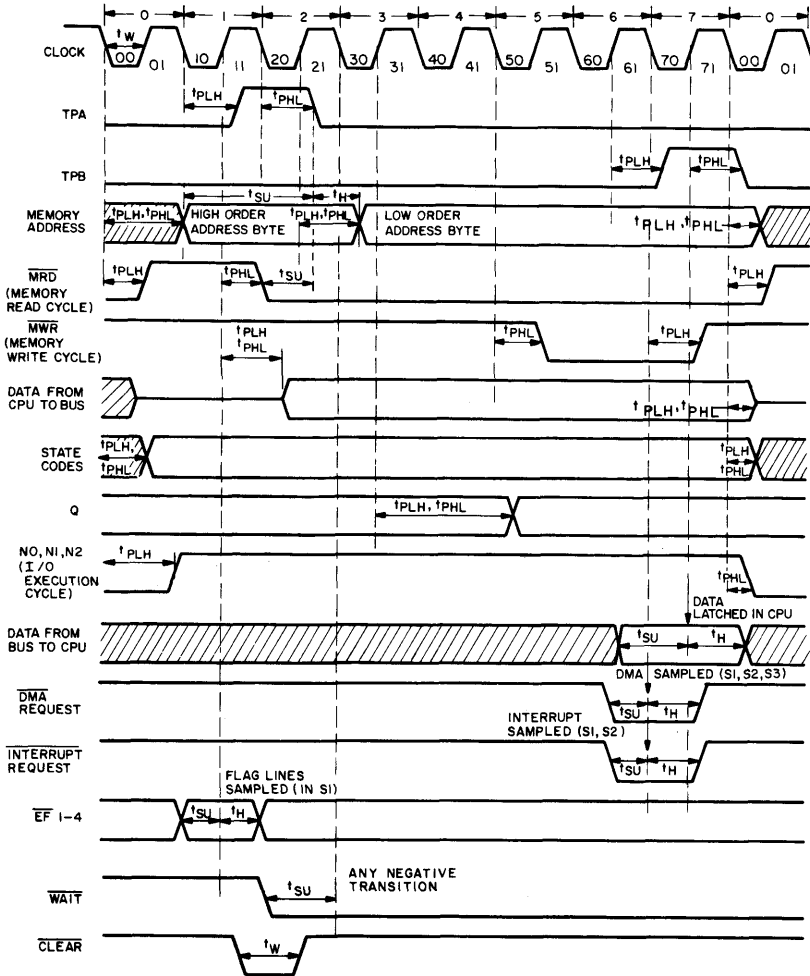 0 1 2 3 4 5 6 7 0
CLOCK
tW
00 01 10 11 20 21 30 31 40 41 50 51 60 61 70 71 00 01
TPA
tPLH tPHL
TPB
tPLH tPHL
tSU tH
MEMORY ADDRESS
tPLH, tPHL
HIGH ORDER ADDRESS BYTE
tPLH, tPHL
LOW ORDER ADDRESS BYTE
tPLH, tPHL
MRD
(MEMORY READ CYCLE)
tPLH tPHL tSU tPLH
MWR
(MEMORY WRITE CYCLE)
tPLH
tPHL
tPHL tPLH
DATA FROM CPU TO BUS
tPLH, tPHL
STATE CODES
tPLH,
tPHL
tPLH
tPHL
Q
tPLH, tPHL
N0, N1, N2
(I/O EXECUTION CYCLE)
tPLH tPHL
DATA LATCHED IN CPU
DATA FROM BUS TO CPU
tSU tH
DMA SAMPLED (S1, S2, S3)
DMA REQUEST
tSU tH
INTERRUPT SAMPLED (S1, S2)
INTERRUPT REQUEST
tSU tH
FLAG LINES SAMPLED (IN S1)
EF 1-4
tSU tH
ANY NEGATIVE TRANSITION
WAIT
tSU
CLEAR
tW